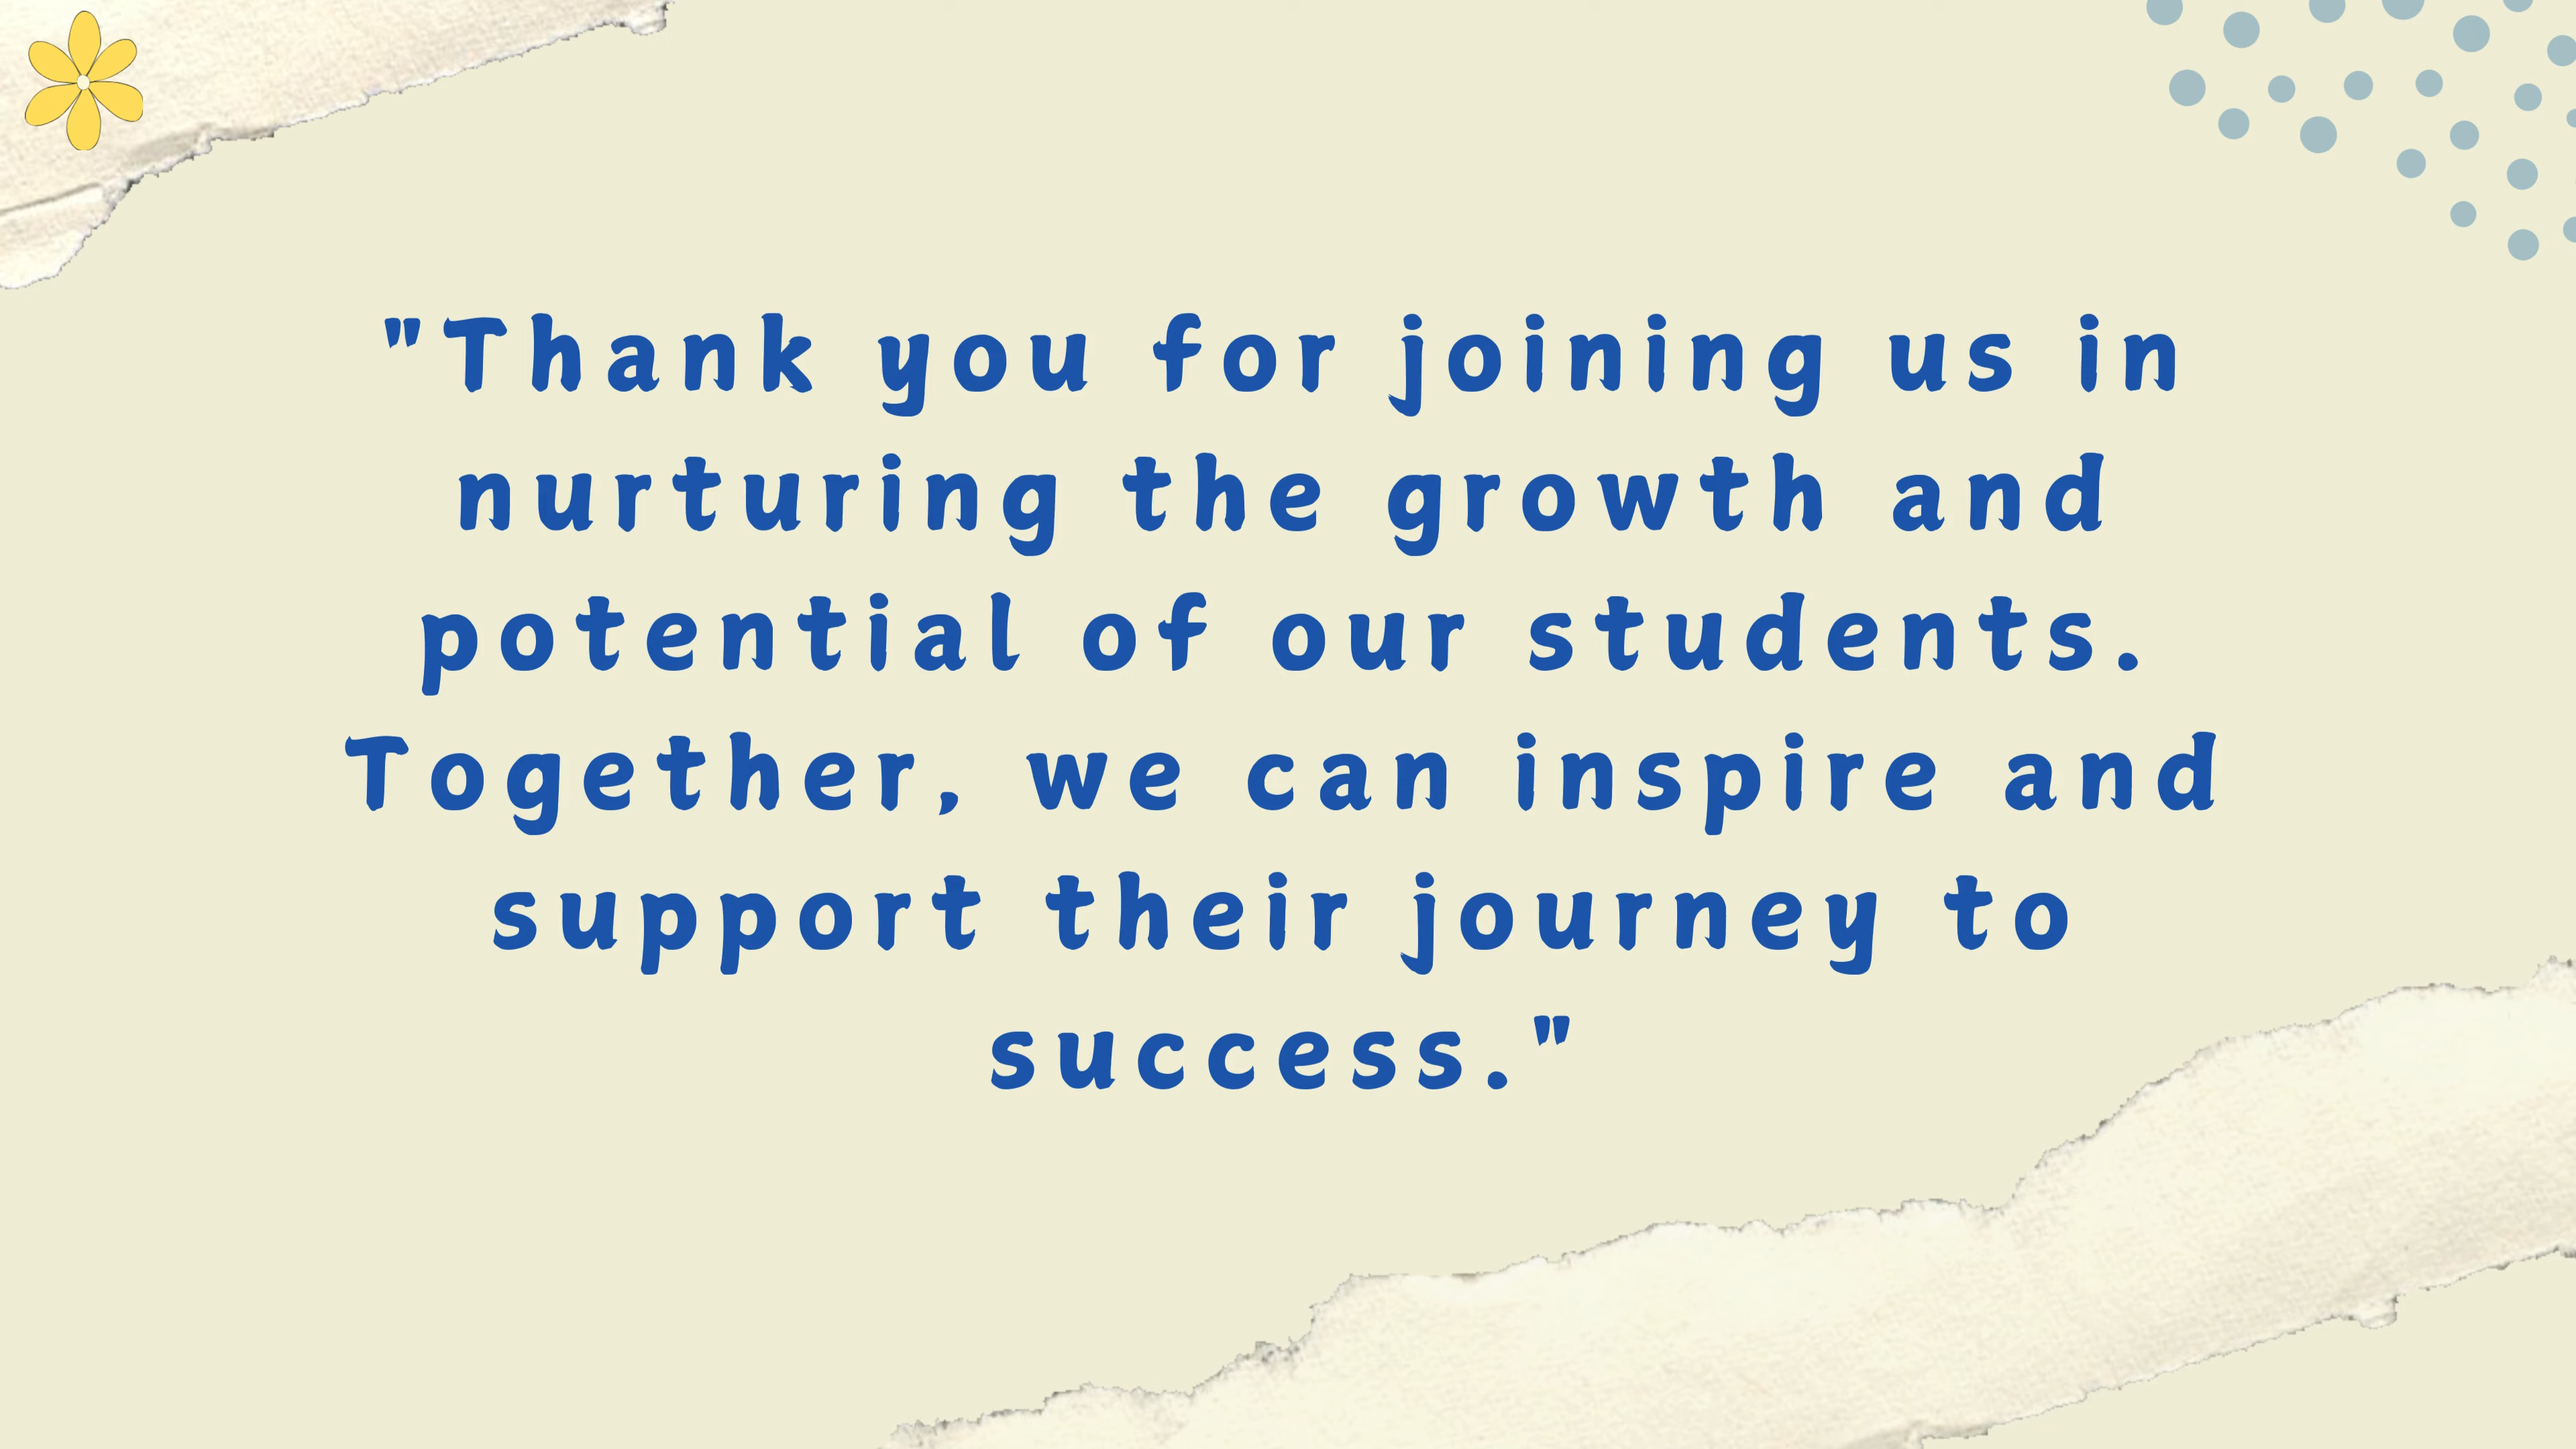 "Thank you for joining us in
nurturing the growth and
potential of our students.
Together, we can inspire and
support their journey to
success."